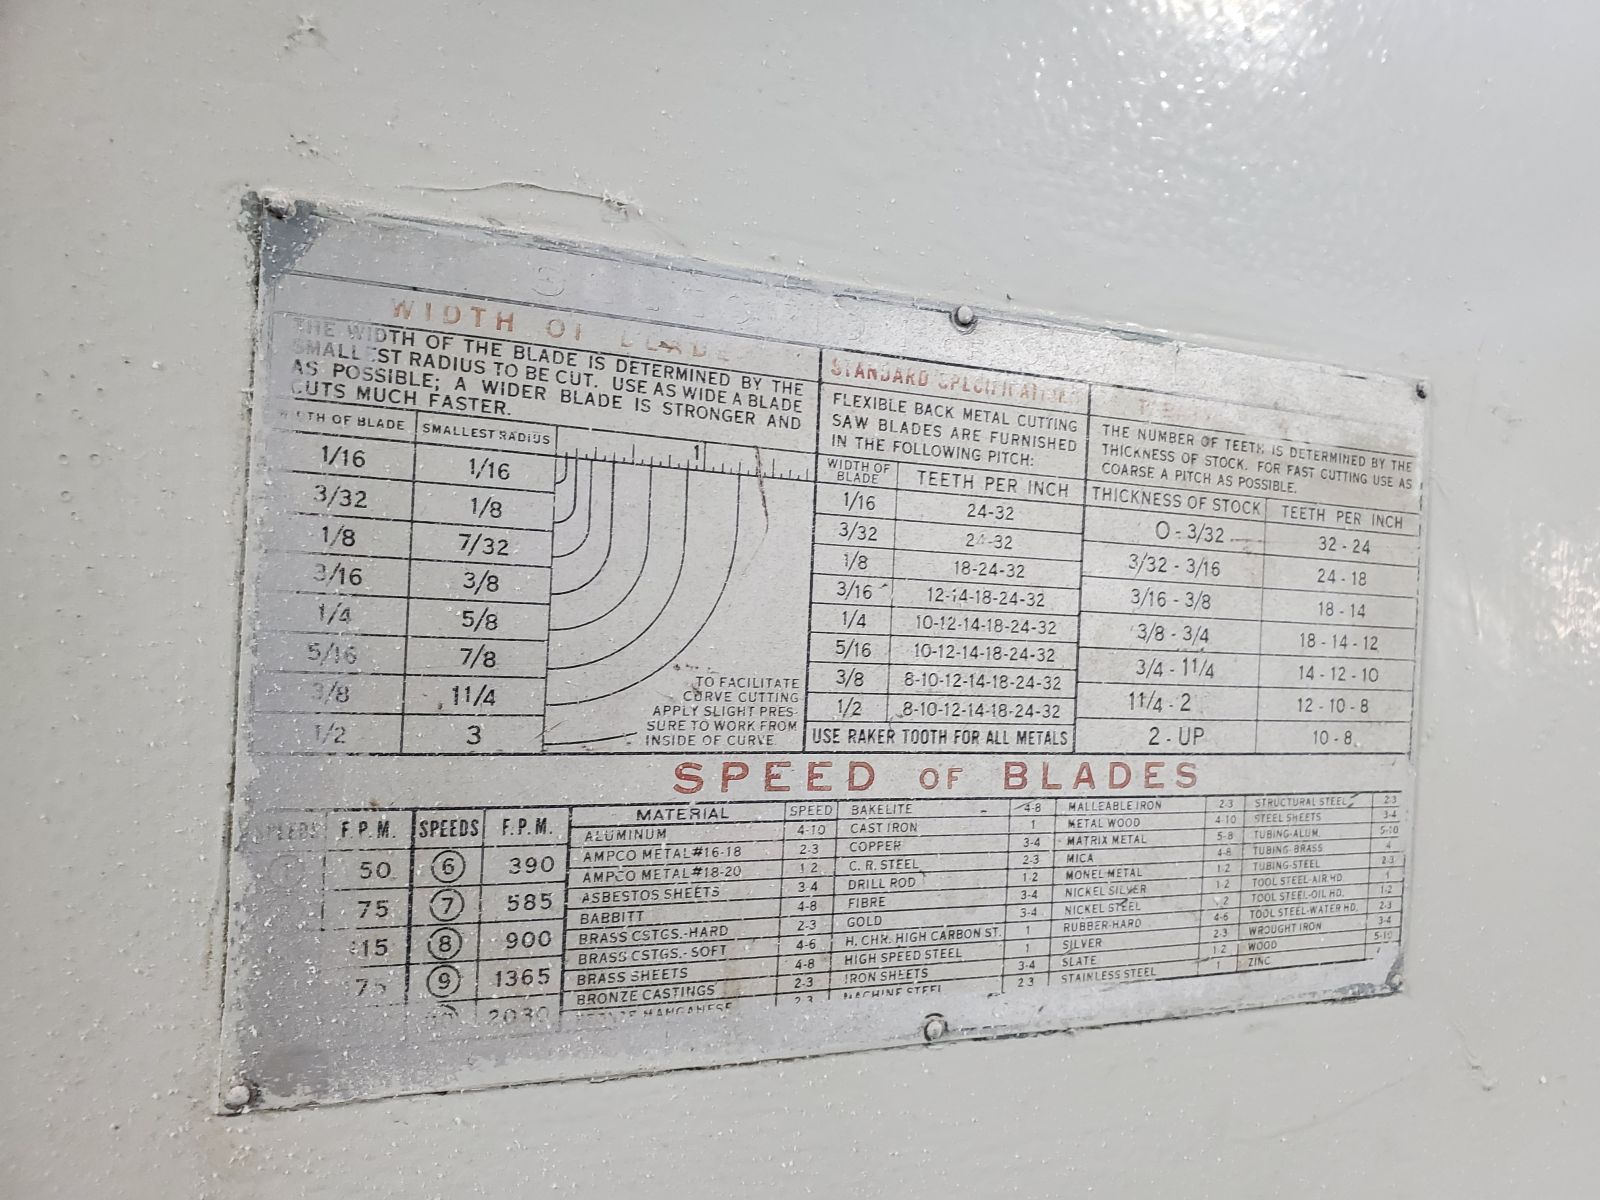 WIDTH OF BLADE
THE WIDTH OF THE BLADE IS DETERMINED BY THE
SMALLEST RADIUS TO BE CUT. USE AS WIDE A BLADE
AS POSSIBLE; A WIDER BLADE IS STRONGER AND
CUTS MUCH FASTER.
WIDTH OF BLADE SMALLEST RADIUS 1
1/16 1/16
3/32 1/8
1/8 7/32
3/16 3/8
1/4 5/8
5/16 7/8
3/8 1 1/4
1/2 3
TO FACILITATE
CURVE CUTTING
APPLY SLIGHT PRES-
SURE TO WORK FROM
INSIDE OF CURVE.
STANDARD SPECIFICATIONS
FLEXIBLE BACK METAL CUTTING
SAW BLADES ARE FURNISHED
IN THE FOLLOWING PITCH:
WIDTH OF
BLADE TEETH PER INCH
1/16 24-32
3/32 24-32
1/8 18-24-32
3/16 12-14-18-24-32
1/4 10-12-14-18-24-32
5/16 10-12-14-18-24-32
3/8 8-10-12-14-18-24-32
1/2 8-10-12-14-18-24-32
USE RAKER TOOTH FOR ALL METALS
THE NUMBER OF TEETH IS DETERMINED BY THE
THICKNESS OF STOCK. FOR FAST CUTTING USE AS
COARSE A PITCH AS POSSIBLE.
THICKNESS OF STOCK TEETH PER INCH
0 - 3/32 32 - 24
3/32 - 3/16 24 - 18
3/16 - 3/8 18 - 14
3/8 - 3/4 18 - 14 - 12
3/4 - 1 1/4 14 - 12 - 10
1 1/4 - 2 12 - 10 - 8
2 - UP 10 - 8
SPEED OF BLADES
SPEEDS F.P.M. SPEEDS F.P.M.
50 6 390
75 7 585
15 8 900
75 9 1365
2030
MATERIAL SPEED
ALUMINUM 4-10
AMPCO METAL #16-18 2-3
AMPCO METAL #18-20 1-2
ASBESTOS SHEETS 3-4
BABBITT 4-8
BRASS CSTGS.-HARD 2-3
BRASS CSTGS.-SOFT 4-6
BRASS SHEETS 4-8
BRONZE CASTINGS 2-3
MANGANESE 2-3
BAKELITE 4-8
CAST IRON 1
COPPER 3-4
C. R. STEEL 2-3
DRILL ROD 1-2
FIBRE 3-4
GOLD 3-4
H. CHR. HIGH CARBON ST. 1
HIGH SPEED STEEL 1
IRON SHEETS 3-4
MACHINE STEEL 2-3
MALLEABLE IRON 2-3
METAL WOOD 4-10
MATRIX METAL 5-8
MICA 4-8
MONEL METAL 1-2
NICKEL SILVER 1-2
NICKEL STEEL 2
RUBBER-HARD 4-6
SILVER 2-3
SLATE 1-2
STAINLESS STEEL 1
STRUCTURAL STEEL 2-3
STEEL SHEETS 3-4
TUBING-ALUM. 5-10
TUBING-BRASS 4
TUBING-STEEL 2-3
TOOL STEEL-AIR HD. 1
TOOL STEEL-OIL HD. 1-2
TOOL STEEL-WATER HD. 2-3
WROUGHT IRON 3-4
WOOD 5-10
ZINC